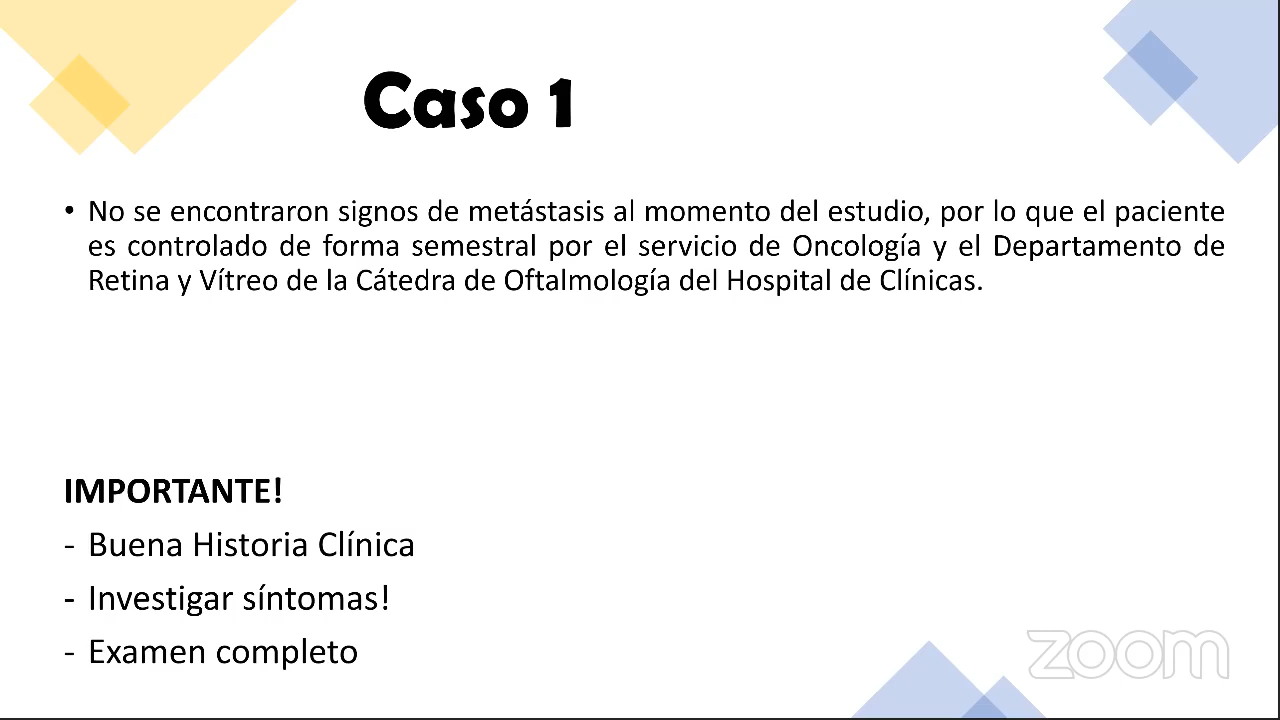 Caso 1
• No se encontraron signos de metástasis al momento del estudio, por lo que el paciente
es controlado de forma semestral por el servicio de Oncología y el Departamento de
Retina y Vítreo de la Cátedra de Oftalmología del Hospital de Clínicas.
IMPORTANTE!
- Buena Historia Clínica
- Investigar síntomas!
- Examen completo
zoom